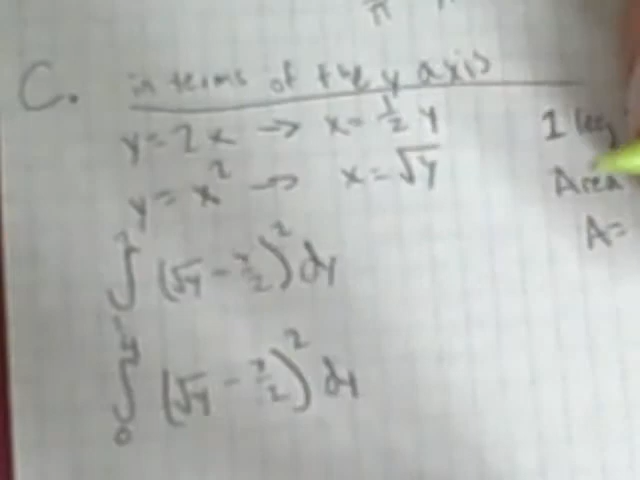 C. in terms of the y axis
y = 2x → x = 1/2 y
y = x² → x = √y
1 leg
Area
A =
∫ (√y - y/2)² dy
∫₀ (√y - y/2)² dy